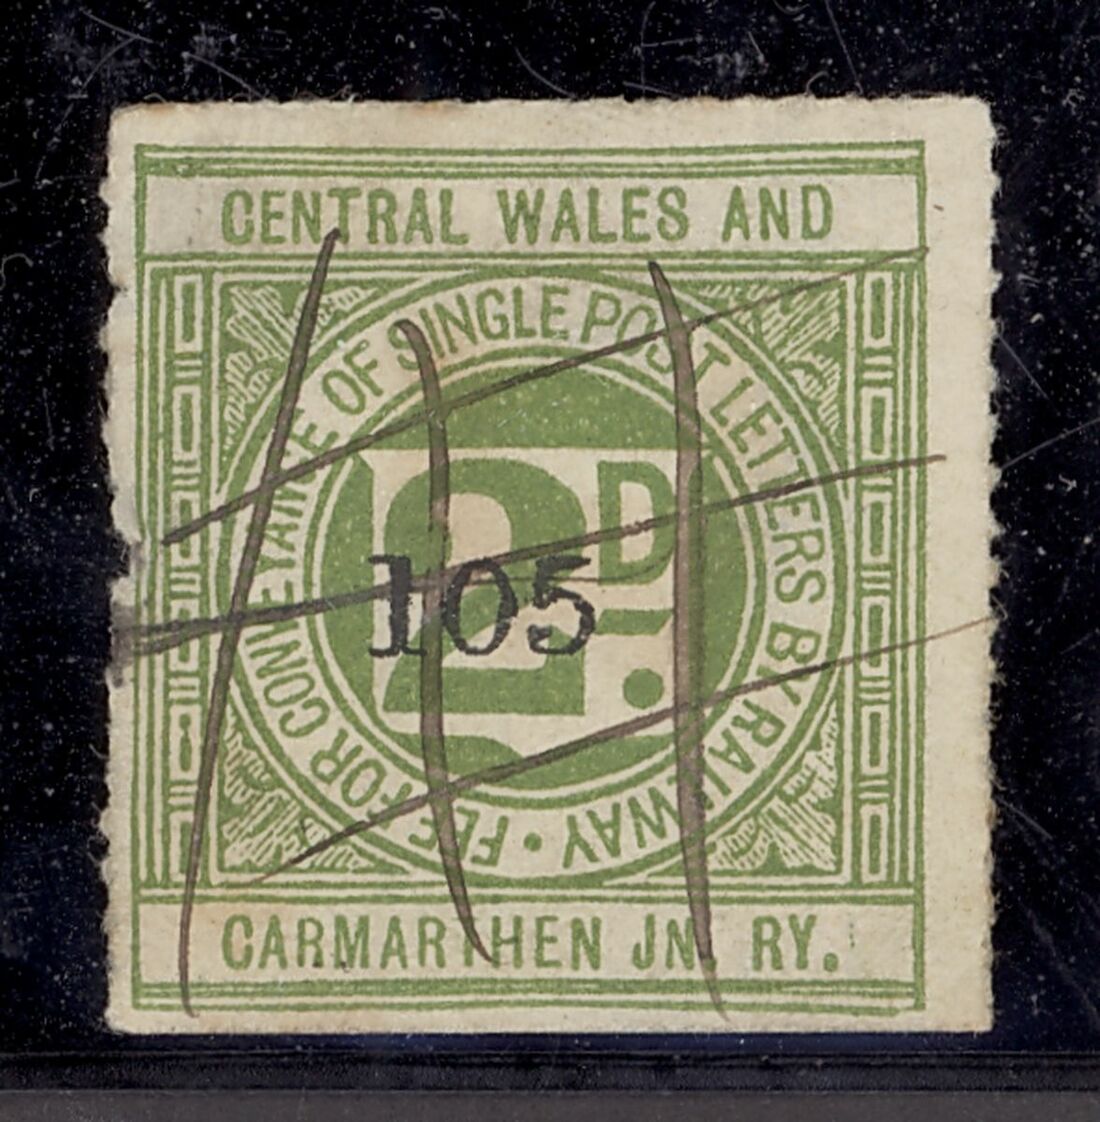 CENTRAL WALES AND
FEE FOR CONVEYANCE OF SINGLE POST LETTERS BY RAILWAY •
2D.
105
CARMARTHEN JN. RY.